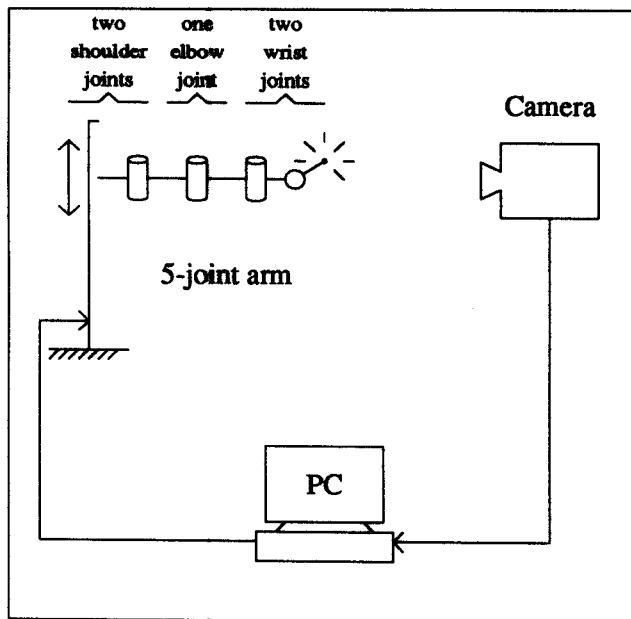 two
shoulder
joints
one
elbow
joint
two
wrist
joints
Camera
5-joint arm
PC